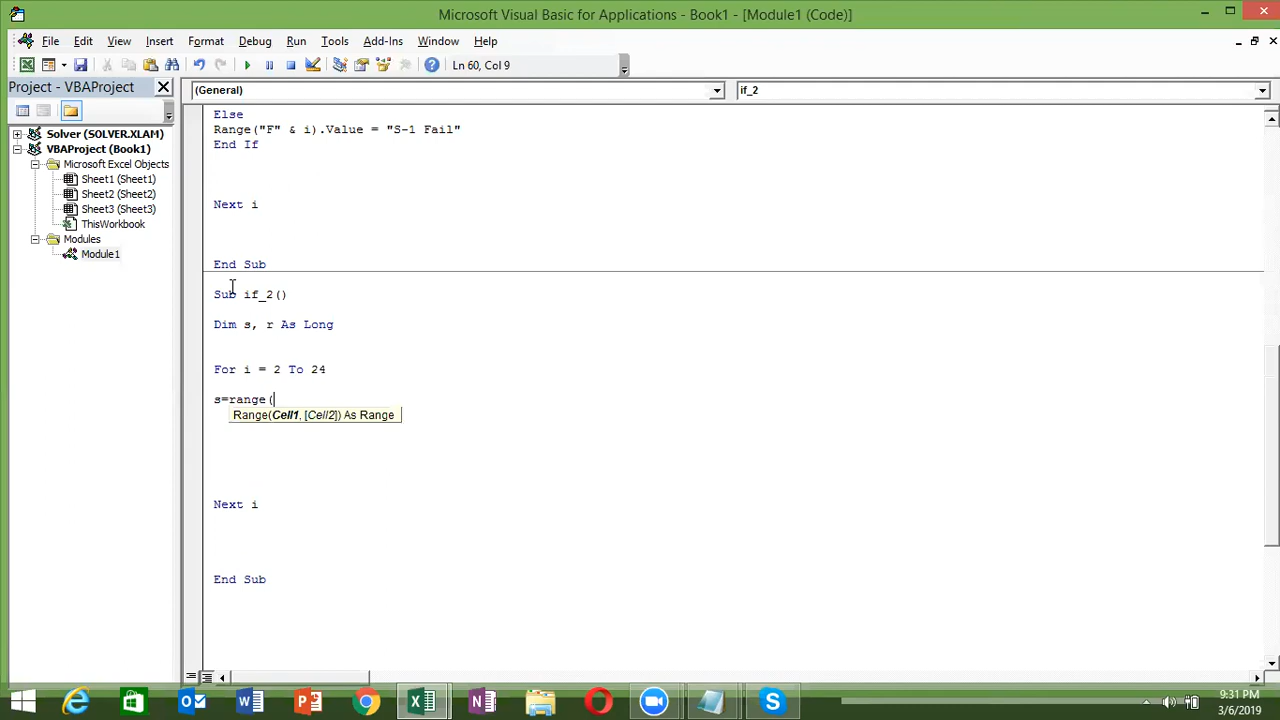 Microsoft Visual Basic for Applications - Book1 - [Module1 (Code)]
File Edit View Insert Format Debug Run Tools Add-Ins Window Help
Ln 60, Col 9
Project - VBAProject
(General)
if_2
Solver (SOLVER.XLAM)
VBAProject (Book1)
Microsoft Excel Objects
Sheet1 (Sheet1)
Sheet2 (Sheet2)
Sheet3 (Sheet3)
ThisWorkbook
Modules
Module1
Else
Range("F" & i).Value = "S-1 Fail"
End If
Next i
End Sub
Sub if_2()
Dim s, r As Long
For i = 2 To 24
s=range(
Range(Cell1, [Cell2]) As Range
Next i
End Sub
9:31 PM
3/6/2019